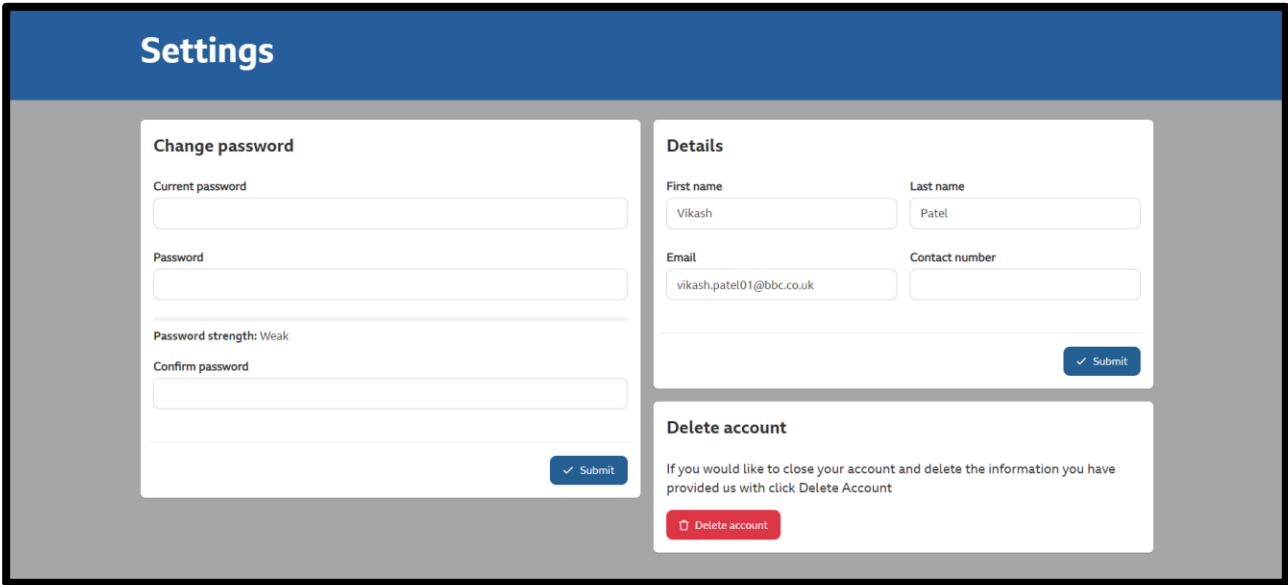 Settings
Change password
Current password
Password
Password strength: Weak
Confirm password
Submit
Details
First name
Last name
Vikash
Patel
Email
Contact number
vikash.patel01@bbc.co.uk
Submit
Delete account
If you would like to close your account and delete the information you have
provided us with click Delete Account
Delete account